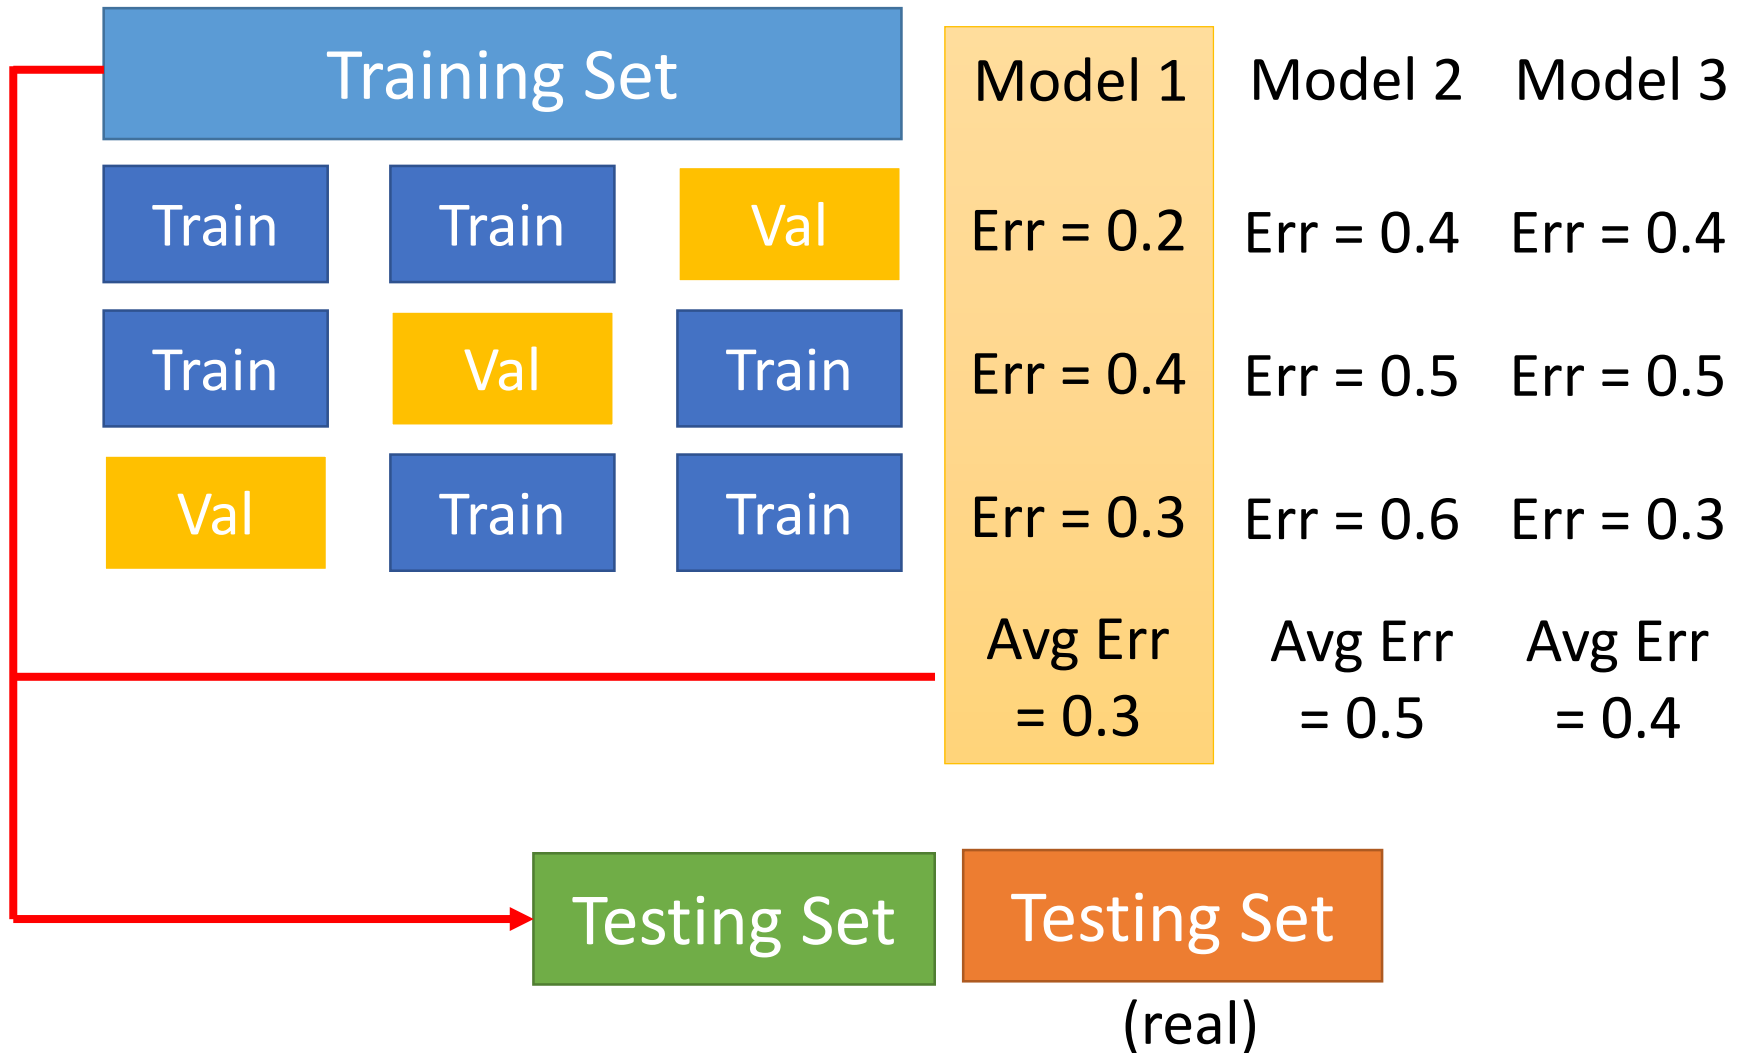 Training Set
Model 1
Model 2
Model 3
Train
Train
Val
Err = 0.2
Err = 0.4
Err = 0.4
Train
Val
Train
Err = 0.4
Err = 0.5
Err = 0.5
Val
Train
Train
Err = 0.3
Err = 0.6
Err = 0.3
Avg Err
= 0.3
Avg Err
= 0.5
Avg Err
= 0.4
Testing Set
Testing Set
(real)